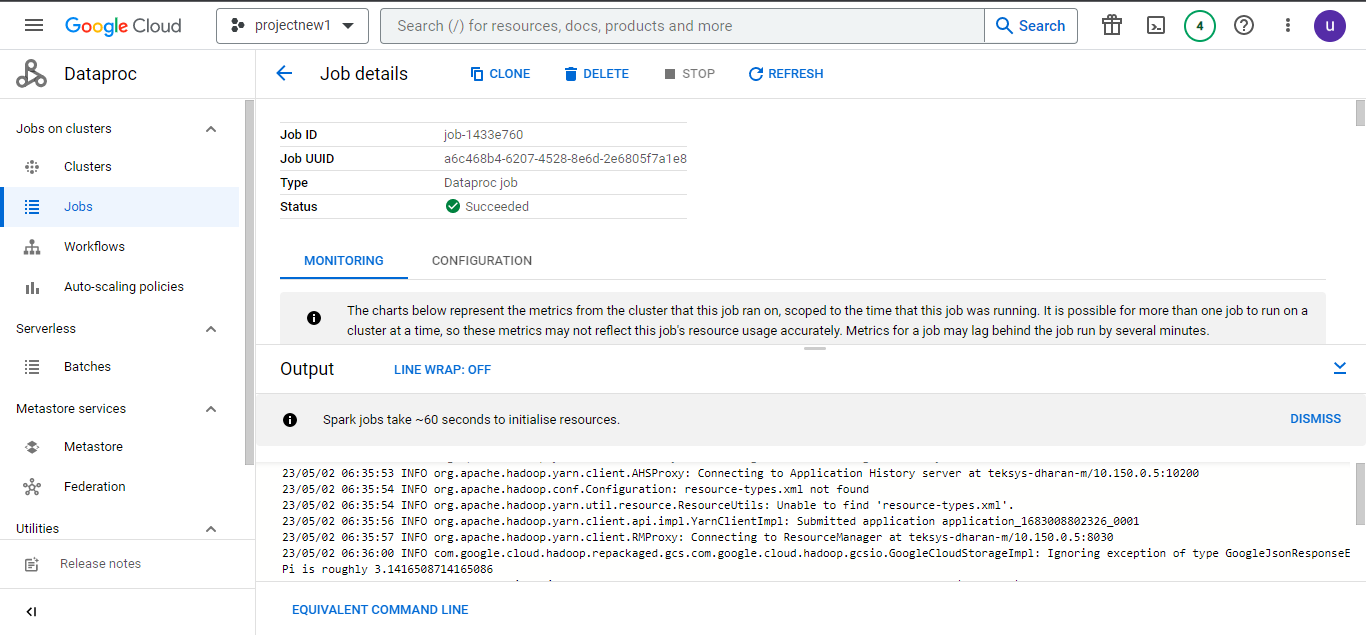 Google Cloud
projectnew1
Search (/) for resources, docs, products and more
Search
4
U
Dataproc
Job details
CLONE
DELETE
STOP
REFRESH
Jobs on clusters
Clusters
Jobs
Workflows
Auto-scaling policies
Serverless
Batches
Metastore services
Metastore
Federation
Utilities
Release notes
Job ID job-1433e760
Job UUID a6c468b4-6207-4528-8e6d-2e6805f7a1e8
Type Dataproc job
Status Succeeded
MONITORING
CONFIGURATION
The charts below represent the metrics from the cluster that this job ran on, scoped to the time that this job was running. It is possible for more than one job to run on a
cluster at a time, so these metrics may not reflect this job's resource usage accurately. Metrics for a job may lag behind the job run by several minutes.
Output
LINE WRAP: OFF
Spark jobs take ~60 seconds to initialise resources.
DISMISS
23/05/02 06:35:53 INFO org.apache.hadoop.yarn.client.AHSProxy: Connecting to Application History server at teksys-dharan-m/10.150.0.5:10200
23/05/02 06:35:54 INFO org.apache.hadoop.conf.Configuration: resource-types.xml not found
23/05/02 06:35:54 INFO org.apache.hadoop.yarn.util.resource.ResourceUtils: Unable to find 'resource-types.xml'.
23/05/02 06:35:56 INFO org.apache.hadoop.yarn.client.api.impl.YarnClientImpl: Submitted application application_1683008802326_0001
23/05/02 06:35:57 INFO org.apache.hadoop.yarn.client.RMProxy: Connecting to ResourceManager at teksys-dharan-m/10.150.0.5:8030
23/05/02 06:36:00 INFO com.google.cloud.hadoop.repackaged.gcs.com.google.cloud.hadoop.gcsio.GoogleCloudStorageImpl: Ignoring exception of type GoogleJsonResponseE
Pi is roughly 3.1416508714165086
EQUIVALENT COMMAND LINE